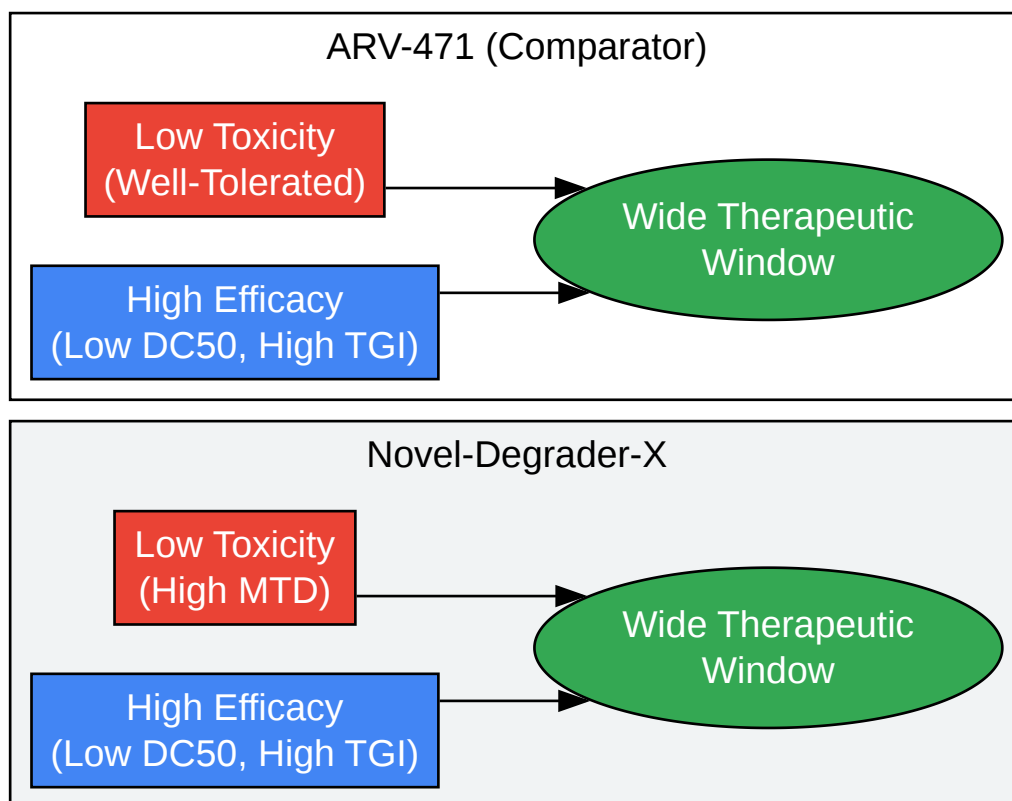 ARV-471 (Comparator)
Low Toxicity
(Well-Tolerated)
Wide Therapeutic
Window
High Efficacy
(Low DC50, High TGI)
Novel-Degrader-X
Low Toxicity
(High MTD)
Wide Therapeutic
Window
High Efficacy
(Low DC50, High TGI)